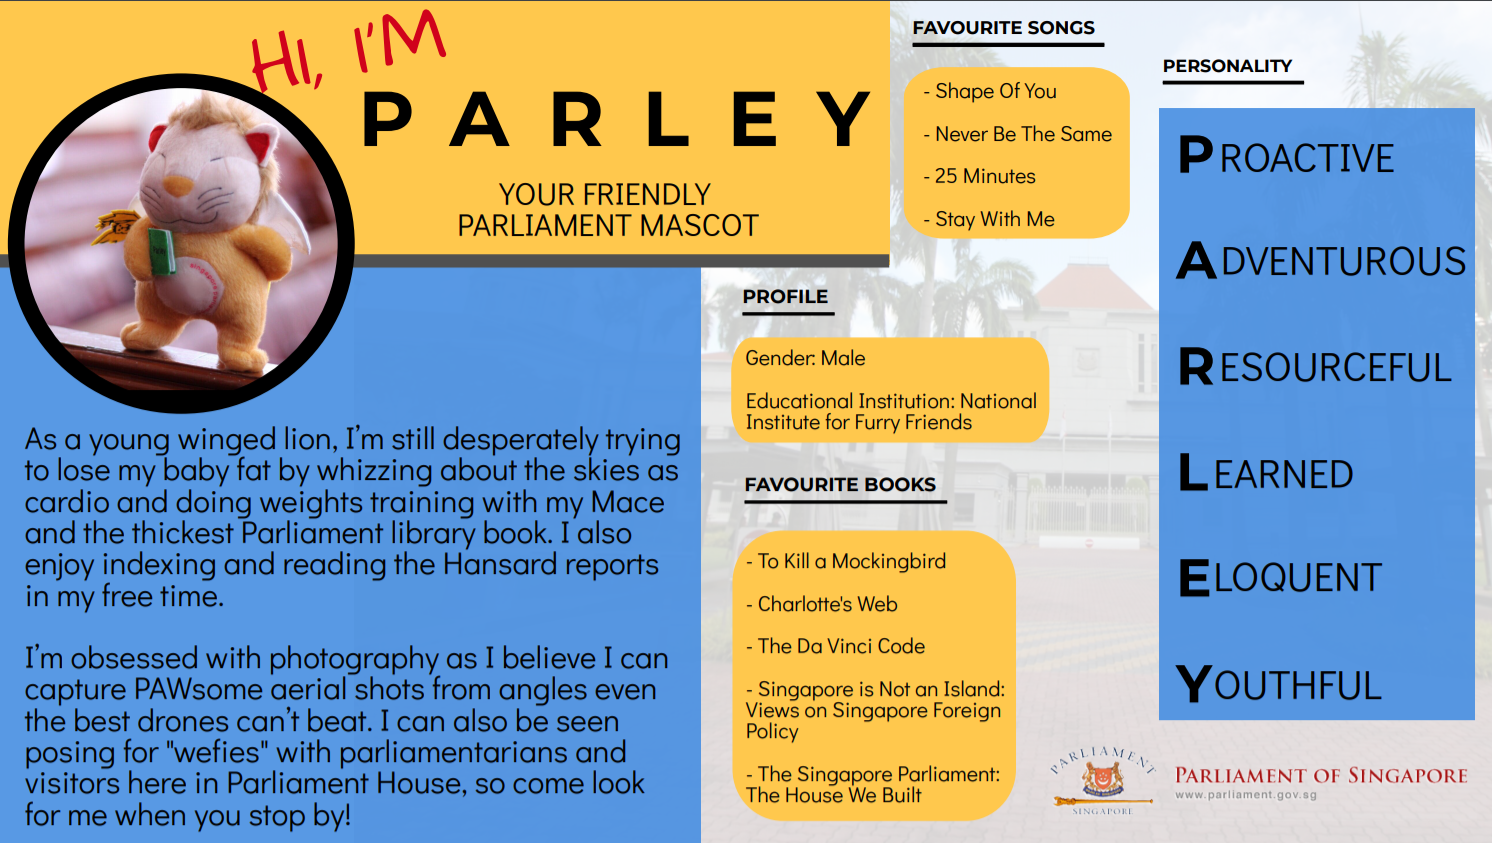 HI, I'M
PARLEY
YOUR FRIENDLY
PARLIAMENT MASCOT
As a young winged lion, I'm still desperately trying
to lose my baby fat by whizzing about the skies as
cardio and doing weights training with my Mace
and the thickest Parliament library book. I also
enjoy indexing and reading the Hansard reports
in my free time.
I'm obsessed with photography as I believe I can
capture PAWsome aerial shots from angles even
the best drones can't beat. I can also be seen
posing for "wefies" with parliamentarians and
visitors here in Parliament House, so come look
for me when you stop by!
FAVOURITE SONGS
- Shape Of You
- Never Be The Same
- 25 Minutes
- Stay With Me
PROFILE
Gender: Male
Educational Institution: National
Institute for Furry Friends
FAVOURITE BOOKS
- To Kill a Mockingbird
- Charlotte's Web
- The Da Vinci Code
- Singapore is Not an Island:
Views on Singapore Foreign
Policy
- The Singapore Parliament:
The House We Built
PERSONALITY
PROACTIVE
ADVENTUROUS
RESOURCEFUL
LEARNED
ELOQUENT
YOUTHFUL
PARLIAMENT
SINGAPORE
PARLIAMENT OF SINGAPORE
www.parliament.gov.sg